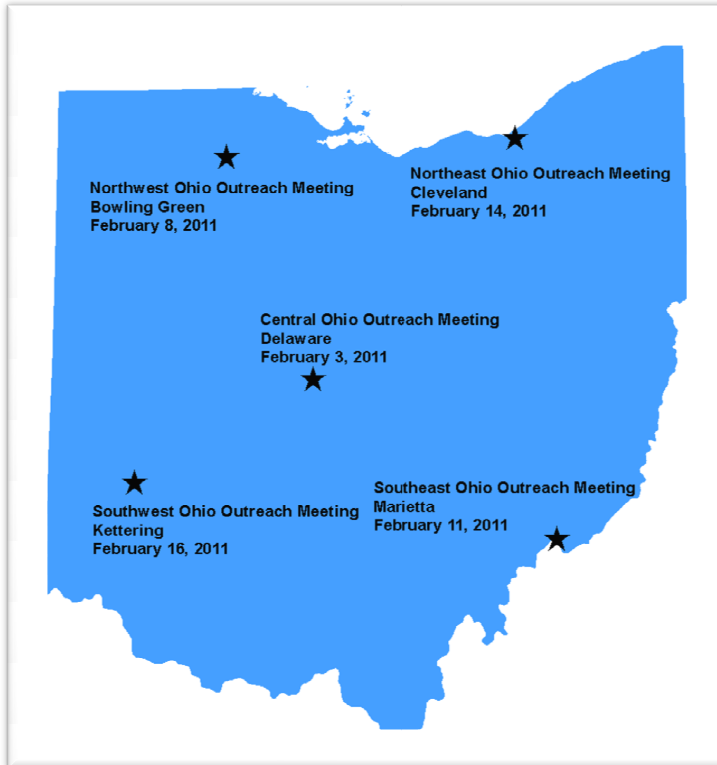 Northwest Ohio Outreach Meeting
Bowling Green
February 8, 2011
Northeast Ohio Outreach Meeting
Cleveland
February 14, 2011
Central Ohio Outreach Meeting
Delaware
February 3, 2011
Southwest Ohio Outreach Meeting
Kettering
February 16, 2011
Southeast Ohio Outreach Meeting
Marietta
February 11, 2011